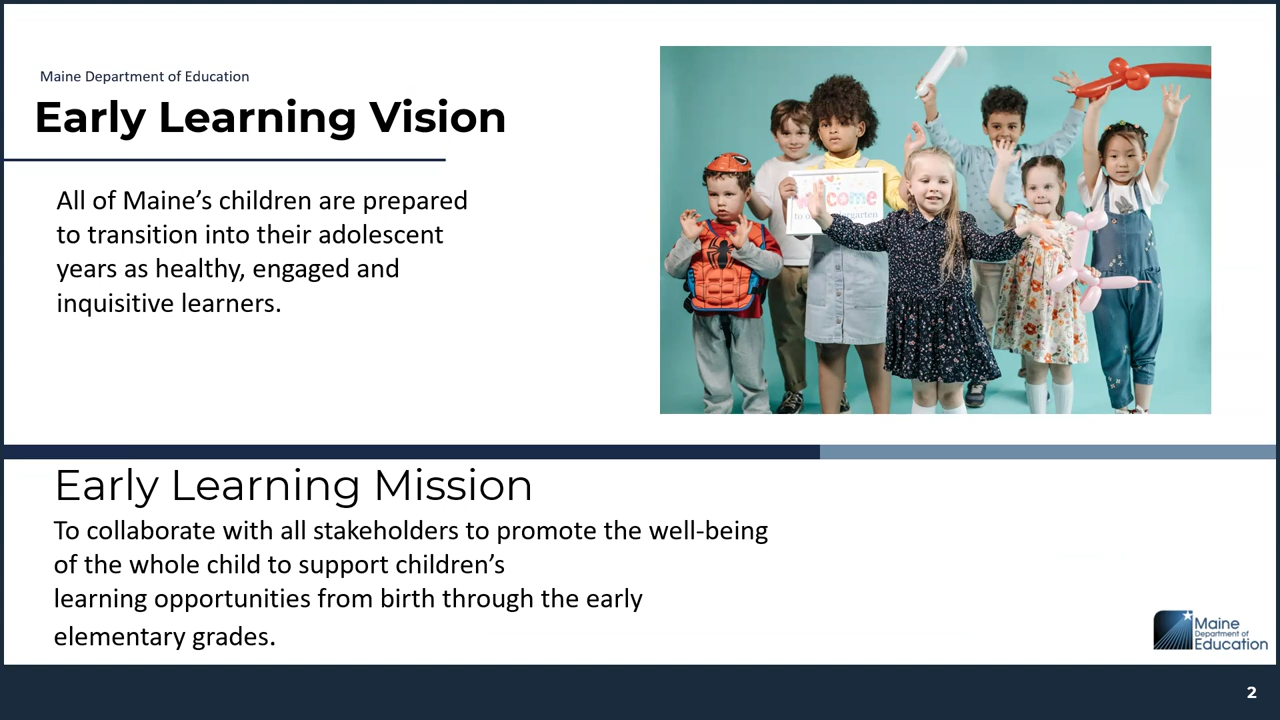 Maine Department of Education
Early Learning Vision
All of Maine’s children are prepared
to transition into their adolescent
years as healthy, engaged and
inquisitive learners.
come
to o
Early Learning Mission
To collaborate with all stakeholders to promote the well-being
of the whole child to support children’s
learning opportunities from birth through the early
elementary grades.
Maine
Department of
Education
2